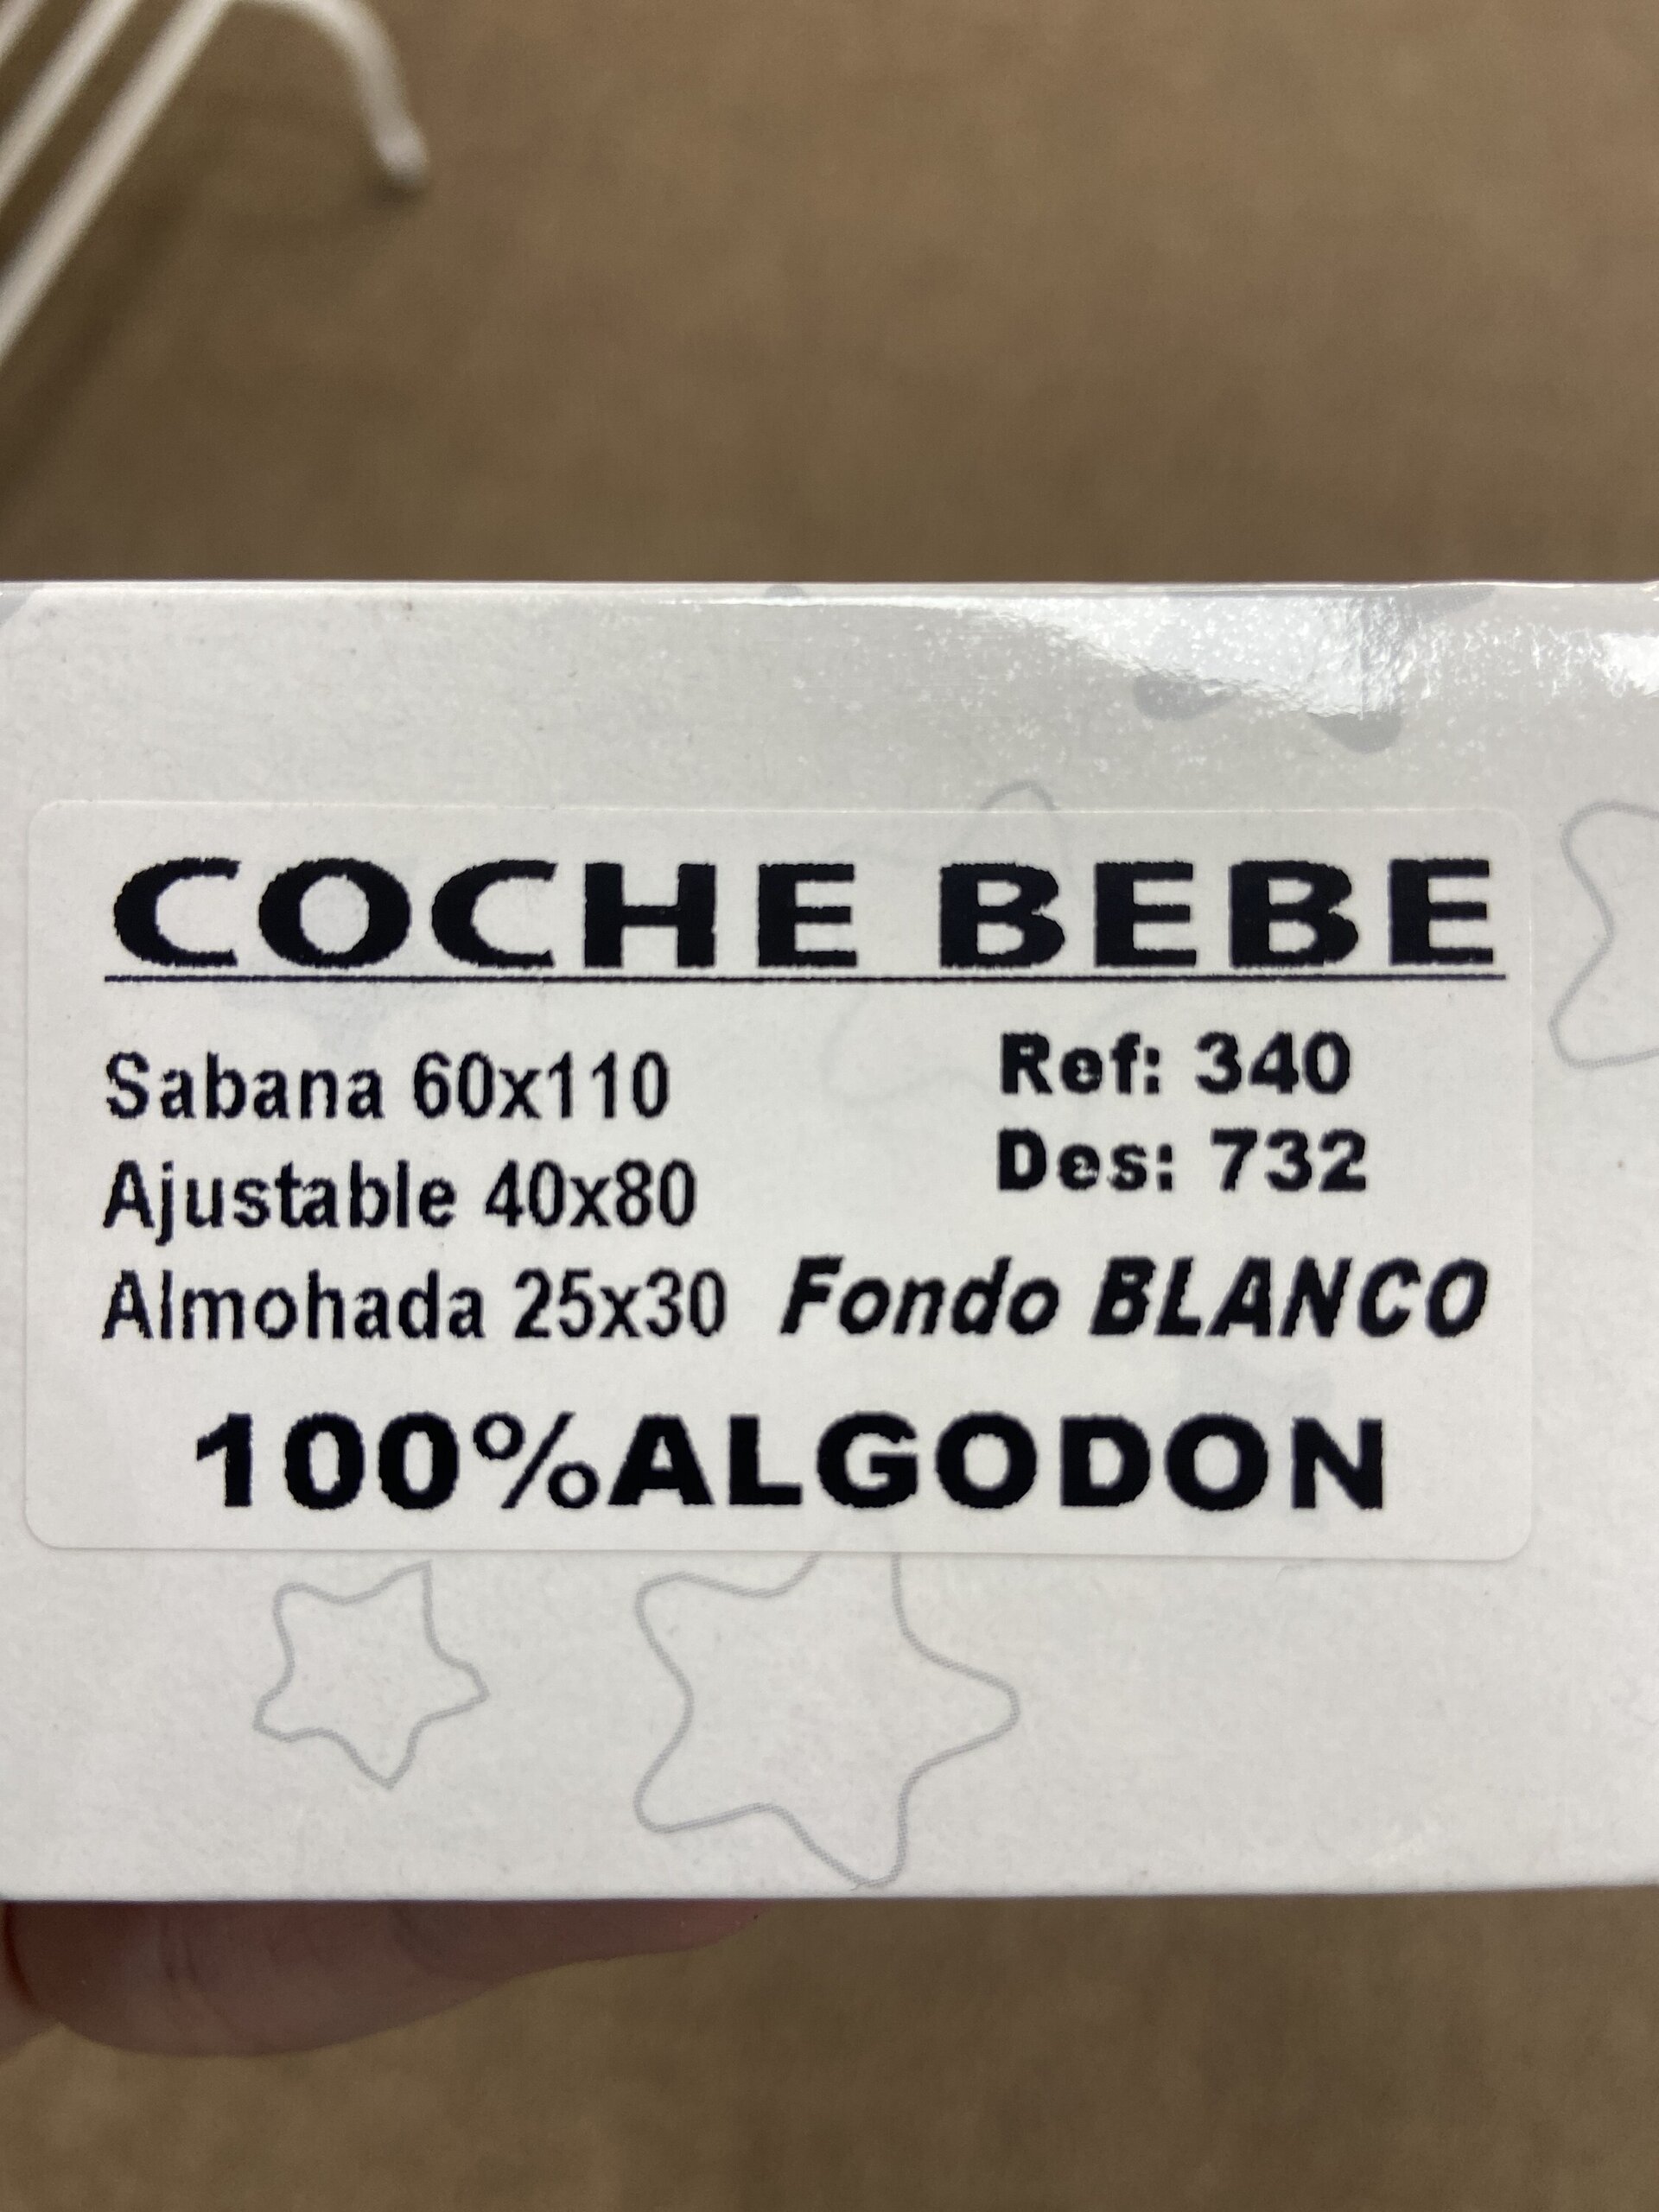 COCHE BEBE
Sabana 60x110
Ref: 340
Ajustable 40x80
Des: 732
Almohada 25x30 Fondo BLANCO
100%ALGODON